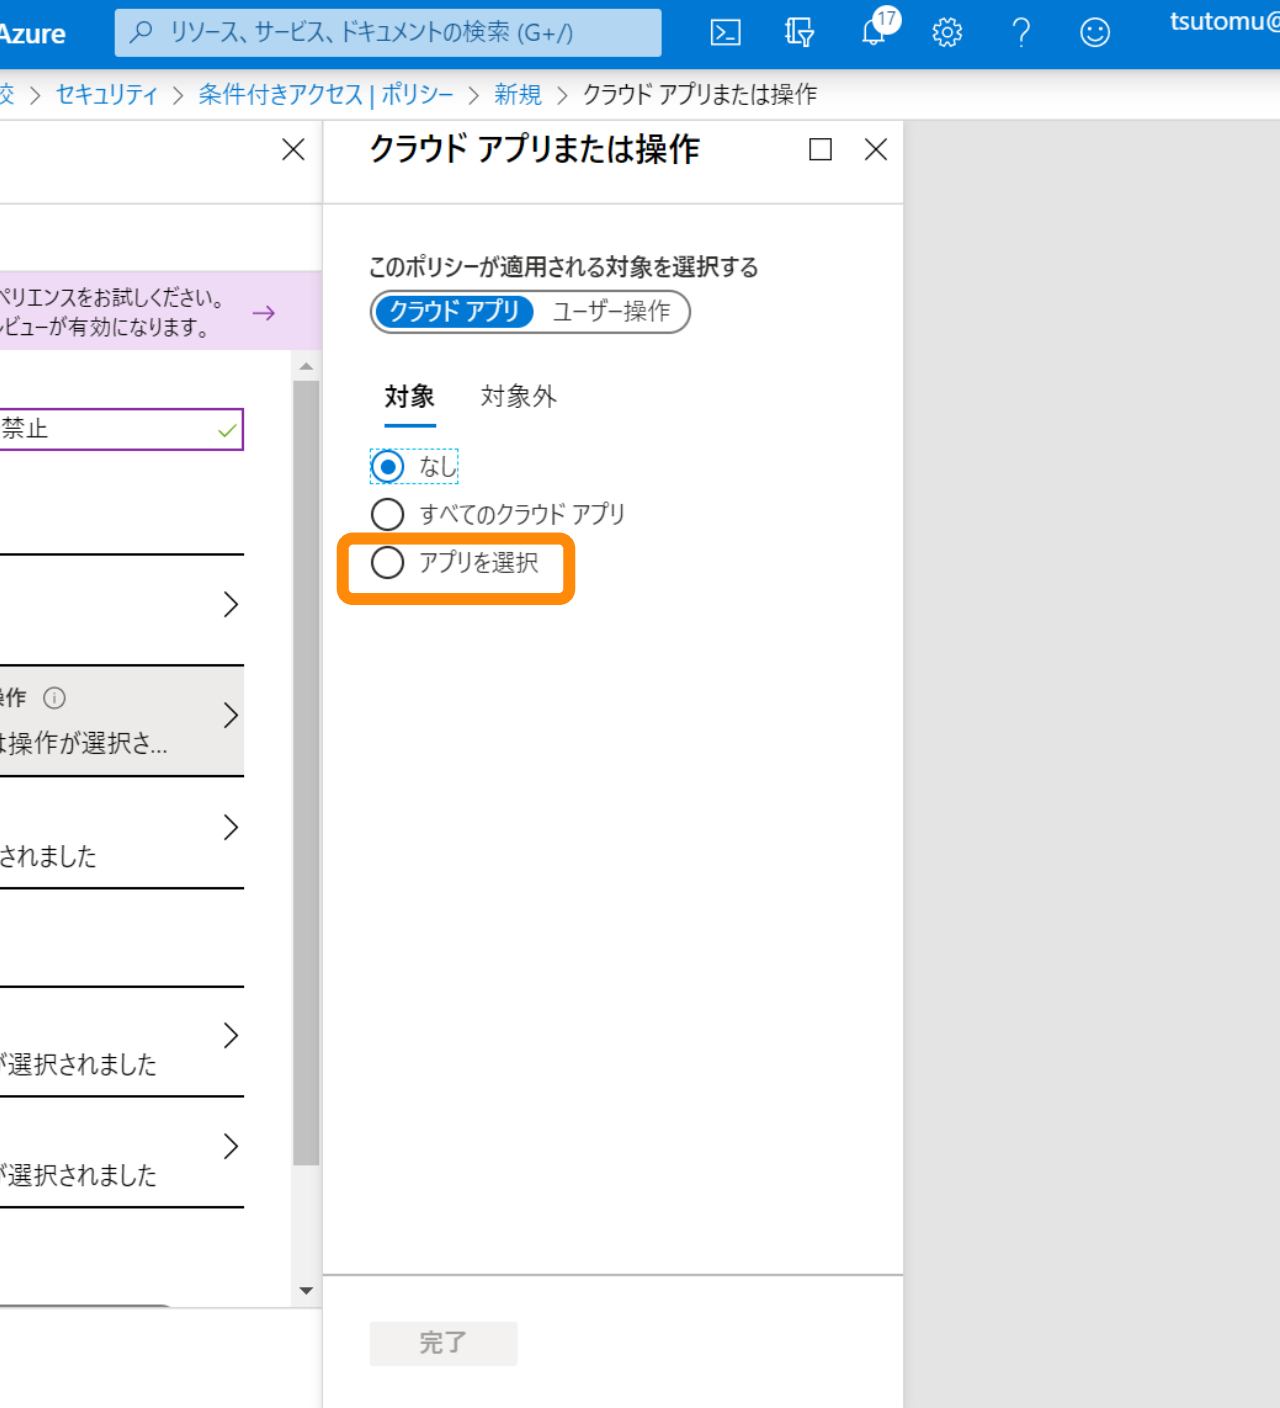 Azure
リソース、サービス、ドキュメントの検索 (G+/)
17
tsutomu@
校 > セキュリティ > 条件付きアクセス | ポリシー > 新規 > クラウド アプリまたは操作
クラウド アプリまたは操作
このポリシーが適用される対象を選択する
クラウド アプリ ユーザー操作
対象 対象外
なし
すべてのクラウド アプリ
アプリを選択
完了
ペリエンスをお試しください。
ビューが有効になります。
禁止
操作
は操作が選択さ...
されました
が選択されました
が選択されました